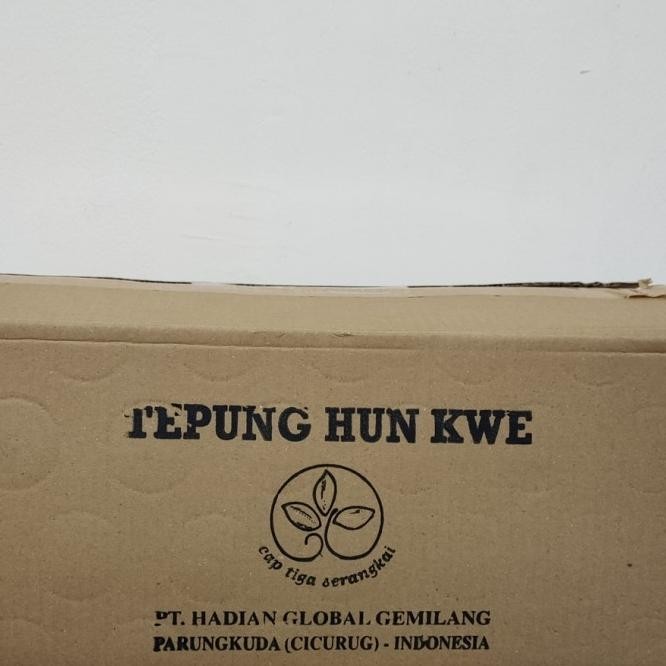 TEPUNG HUN KWE
cap tiga serangkai
PT. HADIAN GLOBAL GEMILANG
PARUNGKUDA (CICURUG) - INDONESIA